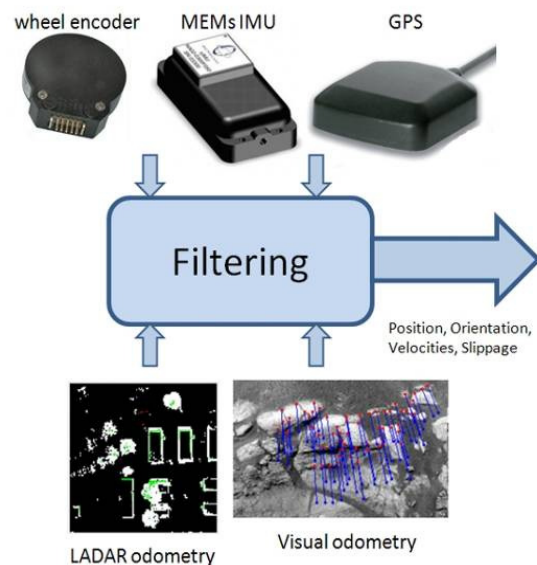 wheel encoder
MEMs IMU
GPS
Filtering
Position, Orientation,
Velocities, Slippage
LADAR odometry
Visual odometry